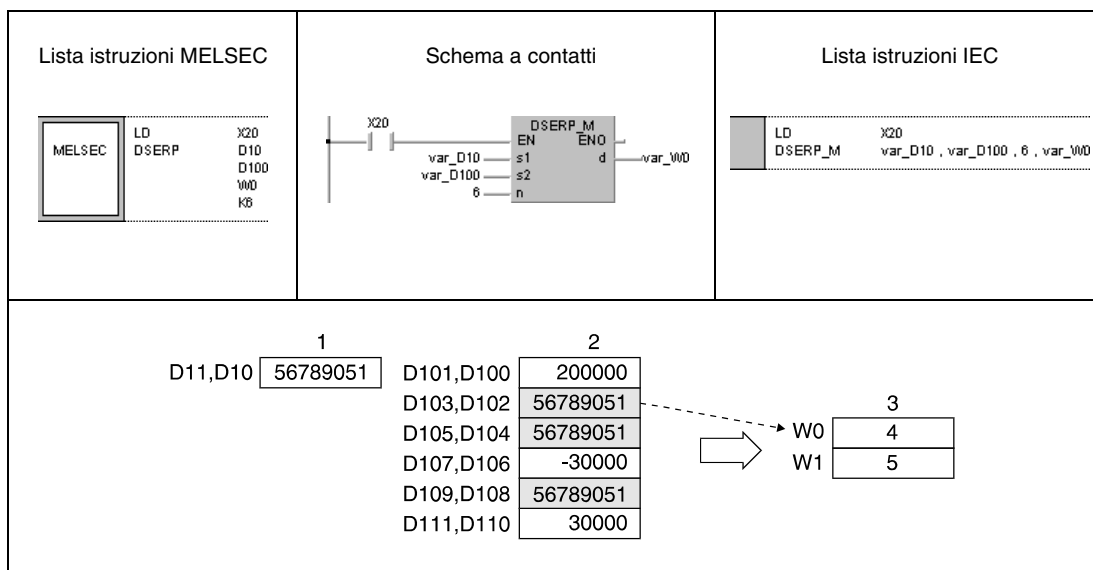 Lista istruzioni MELSEC
Schema a contatti
Lista istruzioni IEC
MELSEC
LD X20
DSERP D10
D100
W0
K6
X20
DSERP_M
EN ENO
var_D10 s1 d var_W0
var_D100 s2
6 n
LD X20
DSERP_M var_D10 , var_D100 , 6 , var_W0
1
D11,D10 56789051
2
D101,D100 200000
D103,D102 56789051
D105,D104 56789051
D107,D106 -30000
D109,D108 56789051
D111,D110 30000
3
W0 4
W1 5